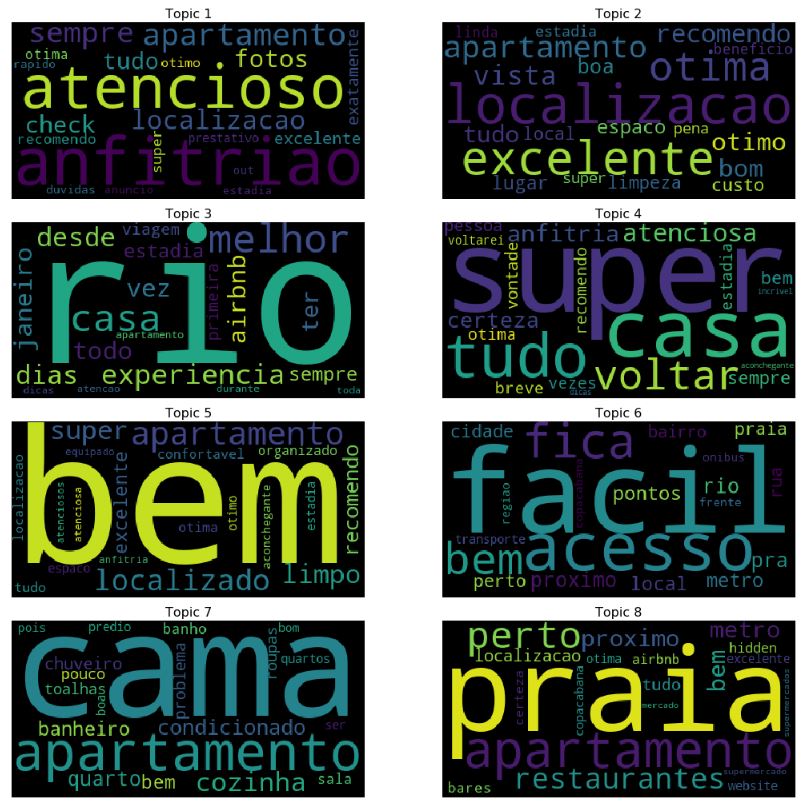 Topic 1
sempre apartamento
otima tudo fotos
rapido otimo
atencioso
exatamente
check localizacao
recomendo super prestativo excelente
anfitriao
out
duvidas anuncio estadia
Topic 2
linda estadia recomendo
apartamento beneficio
vista boa otima
localizacao
tudo local espaco pena otimo
excelente bom
lugar super limpeza custo
Topic 3
viagem
desde estadia melhor
janeiro rio
vez primeira airbnb ter
casa
apartamento
todo
dias experiencia sempre
dicas atencao durante toda
Topic 4
pessoa anfitria atenciosa
voltarei
super
vontade recomendo estadia bem
incrivel
certeza casa
otima tudo
aconchegante
voltar sempre
breve vezes dicas
Topic 5
super apartamento
equipado confortavel organizado
bem
localizacao atenciosos atenciosa excelente otima otimo aconchegante estadia recomendo
anfitria
espaco limpo
tudo localizado
Topic 6
cidade fica bairro praia
onibus
facil
regiao copacabana pontos rio rua
frente
transporte acesso
bem pra
perto proximo local metro
Topic 7
pois predio banho bom
cama
chuveiro roupas
pouco problema quartos
toalhas boa
banheiro condicionado ser
apartamento
quarto bem cozinha sala
Topic 8
perto proximo metro
hidden
localizacao otima airbnb bem excelente
praia
certeza copacabana tudo
mercado supermercados
apartamento
restaurantes supermercado
bares website